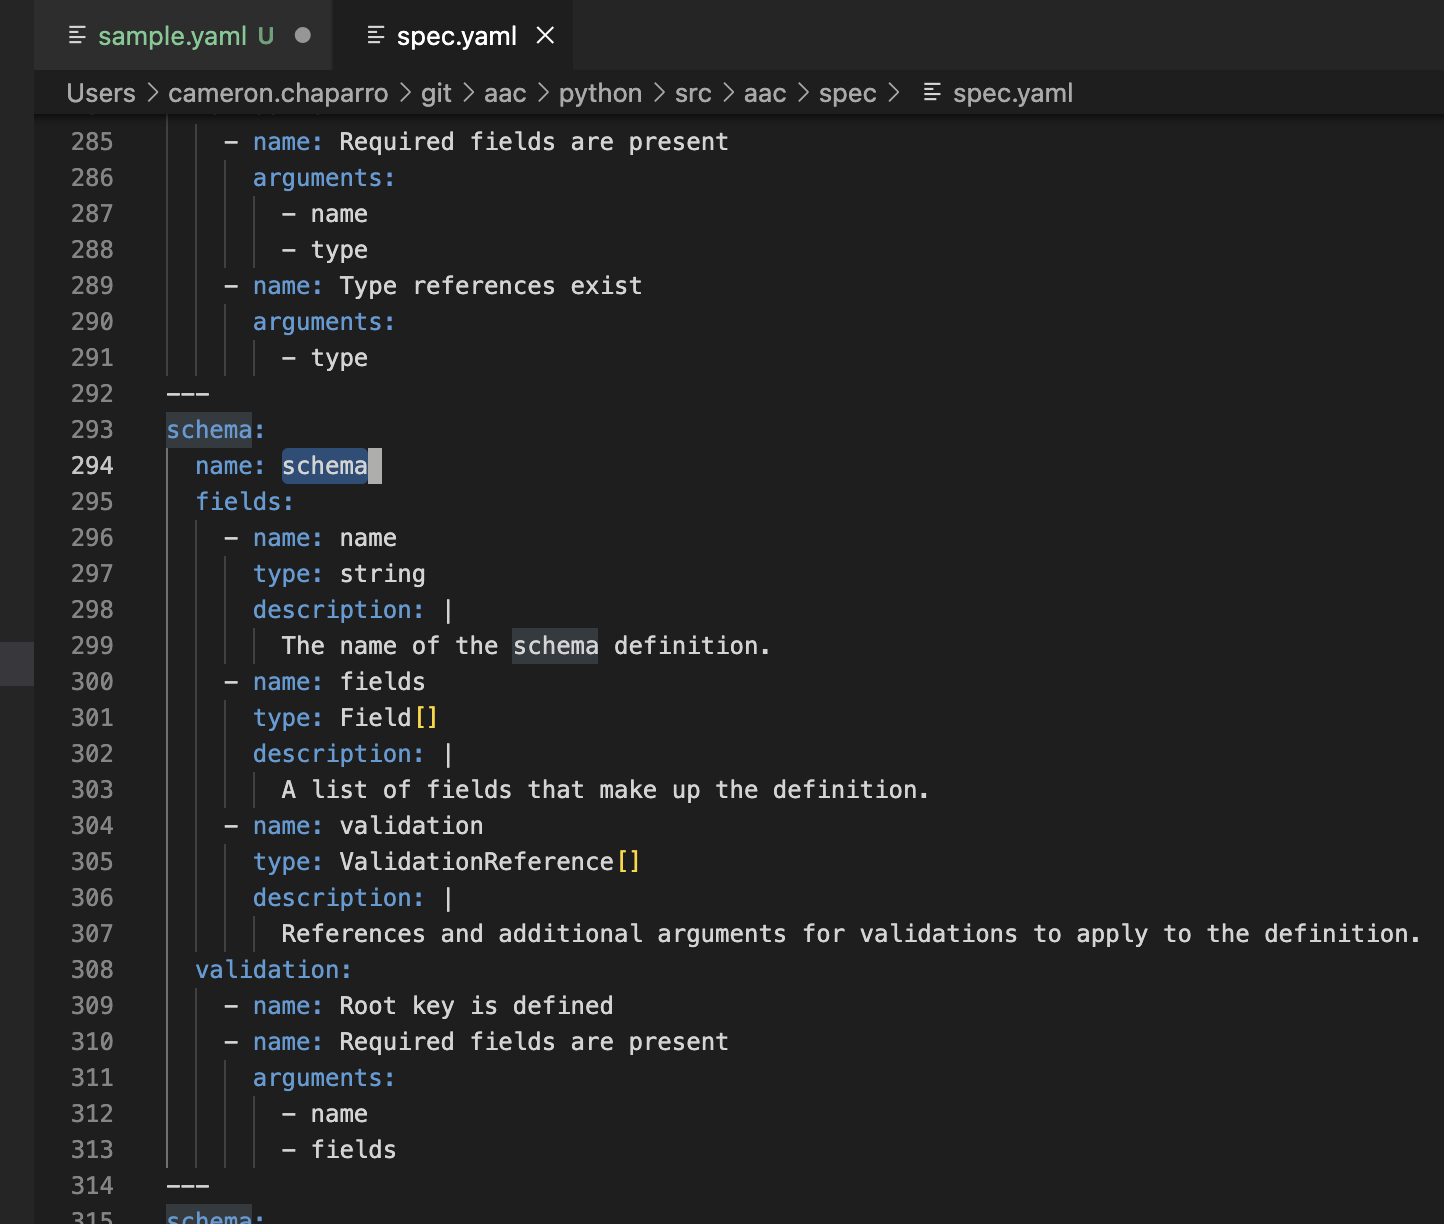 sample.yaml U
spec.yaml
Users > cameron.chaparro > git > aac > python > src > aac > spec > spec.yaml
285 - name: Required fields are present
286 arguments:
287 - name
288 - type
289 - name: Type references exist
290 arguments:
291 - type
292 ---
293 schema:
294 name: schema
295 fields:
296 - name: name
297 type: string
298 description: |
299 The name of the schema definition.
300 - name: fields
301 type: Field[]
302 description: |
303 A list of fields that make up the definition.
304 - name: validation
305 type: ValidationReference[]
306 description: |
307 References and additional arguments for validations to apply to the definition.
308 validation:
309 - name: Root key is defined
310 - name: Required fields are present
311 arguments:
312 - name
313 - fields
314 ---
315 schema: